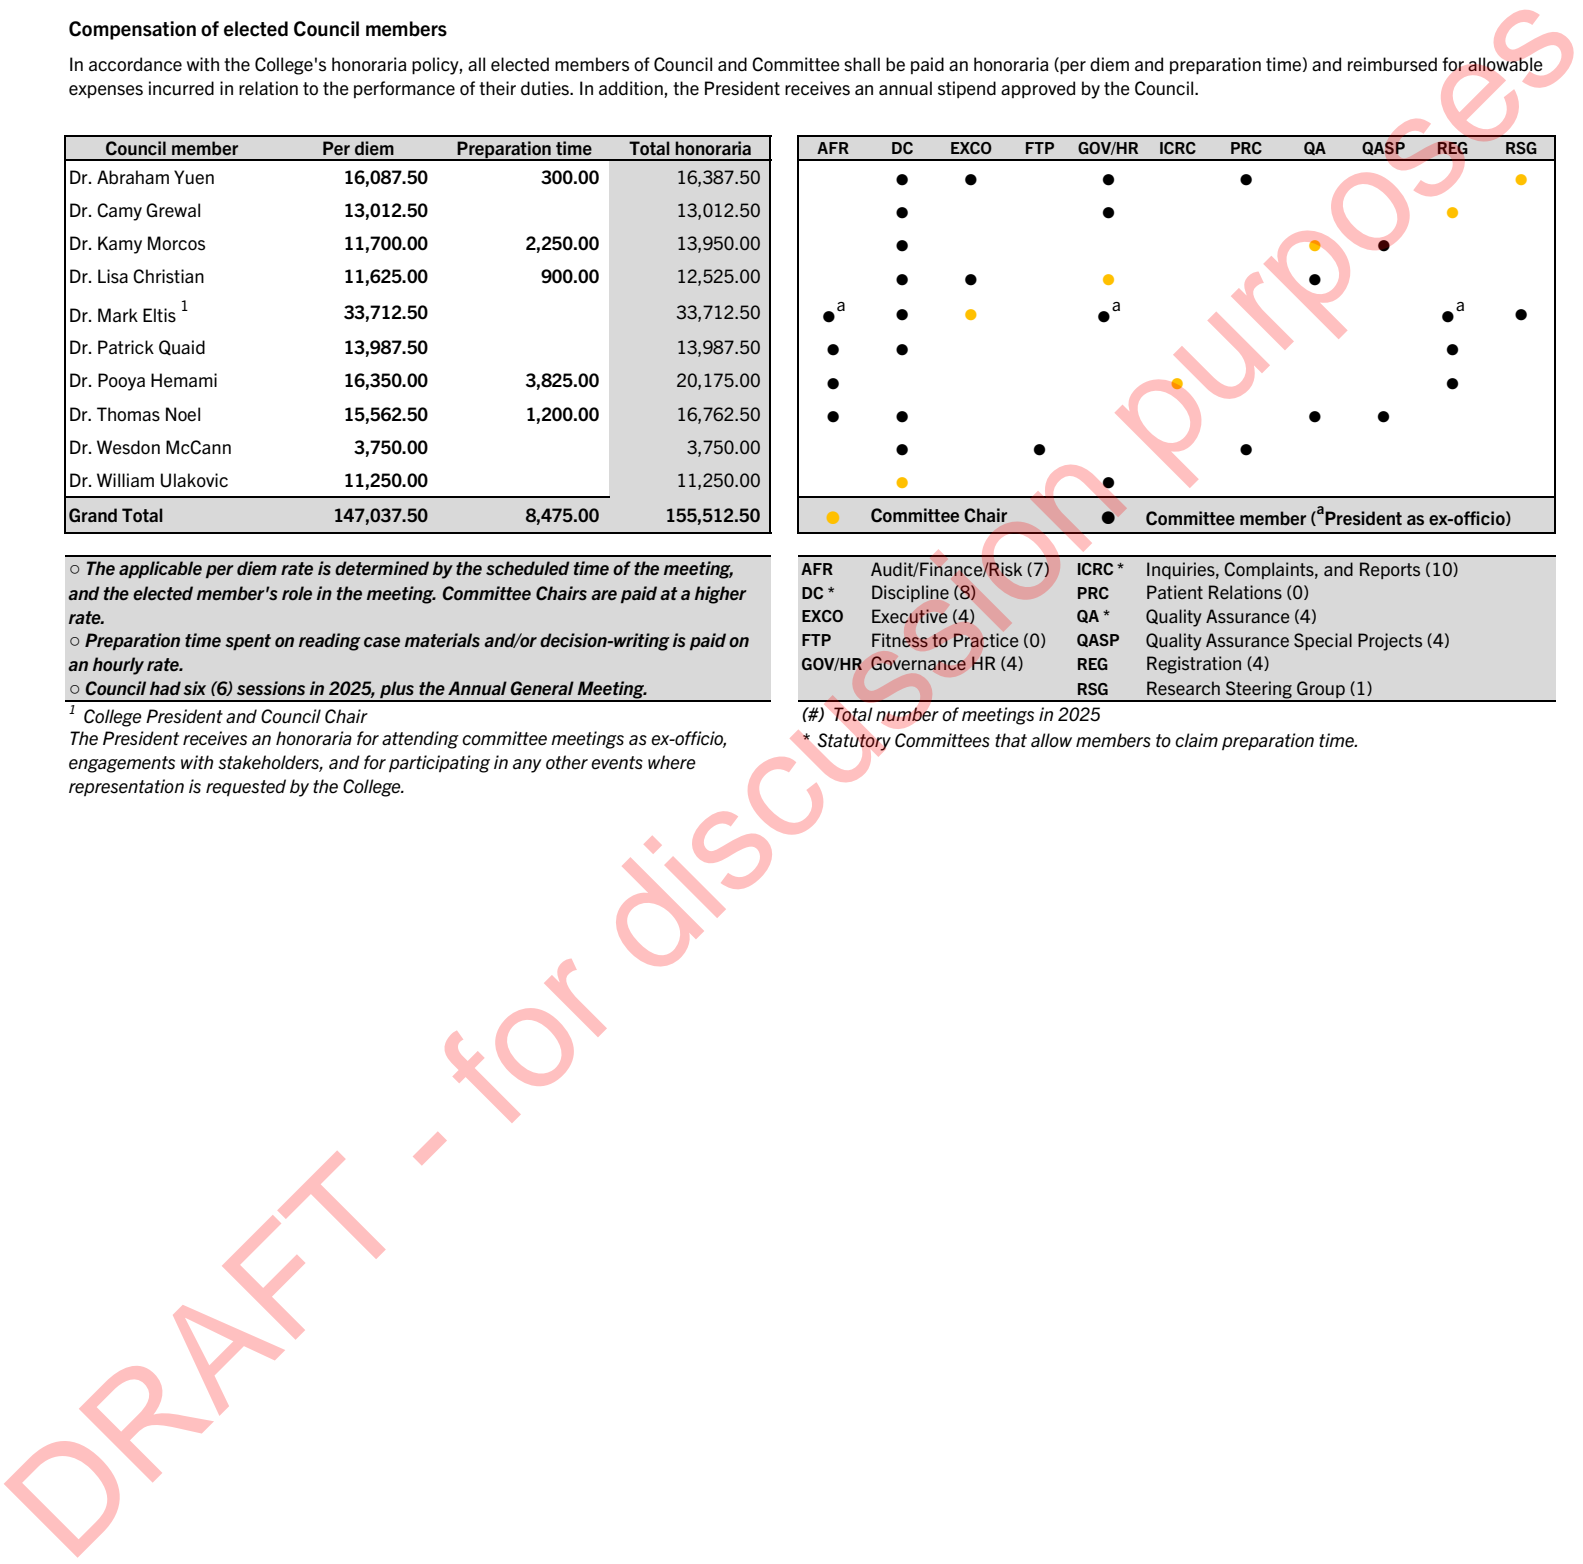 Compensation of elected Council members
In accordance with the College's honoraria policy, all elected members of Council and Committee shall be paid an honoraria (per diem and preparation time) and reimbursed for allowable
expenses incurred in relation to the performance of their duties. In addition, the President receives an annual stipend approved by the Council.
Council member Per diem Preparation time Total honoraria
Dr. Abraham Yuen 16,087.50 300.00 16,387.50
Dr. Camy Grewal 13,012.50 13,012.50
Dr. Kamy Morcos 11,700.00 2,250.00 13,950.00
Dr. Lisa Christian 11,625.00 900.00 12,525.00
Dr. Mark Eltis 1 33,712.50 33,712.50
Dr. Patrick Quaid 13,987.50 13,987.50
Dr. Pooya Hemami 16,350.00 3,825.00 20,175.00
Dr. Thomas Noel 15,562.50 1,200.00 16,762.50
Dr. Wesdon McCann 3,750.00 3,750.00
Dr. William Ulakovic 11,250.00 11,250.00
Grand Total 147,037.50 8,475.00 155,512.50
AFR DC EXCO FTP GOV/HR ICRC PRC QA QASP REG RSG
● ● ● ● ●
● ● ●
● ● ●
● ● ● ●
● a ● ● ● a ● a ●
● ● ●
● ● ●
● ● ● ●
● ● ●
● ●
● Committee Chair ● Committee member (aPresident as ex-officio)
○ The applicable per diem rate is determined by the scheduled time of the meeting,
and the elected member's role in the meeting. Committee Chairs are paid at a higher
rate.
○ Preparation time spent on reading case materials and/or decision-writing is paid on
an hourly rate.
○ Council had six (6) sessions in 2025, plus the Annual General Meeting.
1 College President and Council Chair
The President receives an honoraria for attending committee meetings as ex-officio,
engagements with stakeholders, and for participating in any other events where
representation is requested by the College.
AFR Audit/Finance/Risk (7) ICRC * Inquiries, Complaints, and Reports (10)
DC * Discipline (8) PRC Patient Relations (0)
EXCO Executive (4) QA * Quality Assurance (4)
FTP Fitness to Practice (0) QASP Quality Assurance Special Projects (4)
GOV/HR Governance HR (4) REG Registration (4)
RSG Research Steering Group (1)
(#) Total number of meetings in 2025
* Statutory Committees that allow members to claim preparation time.
DRAFT - for discussion purposes